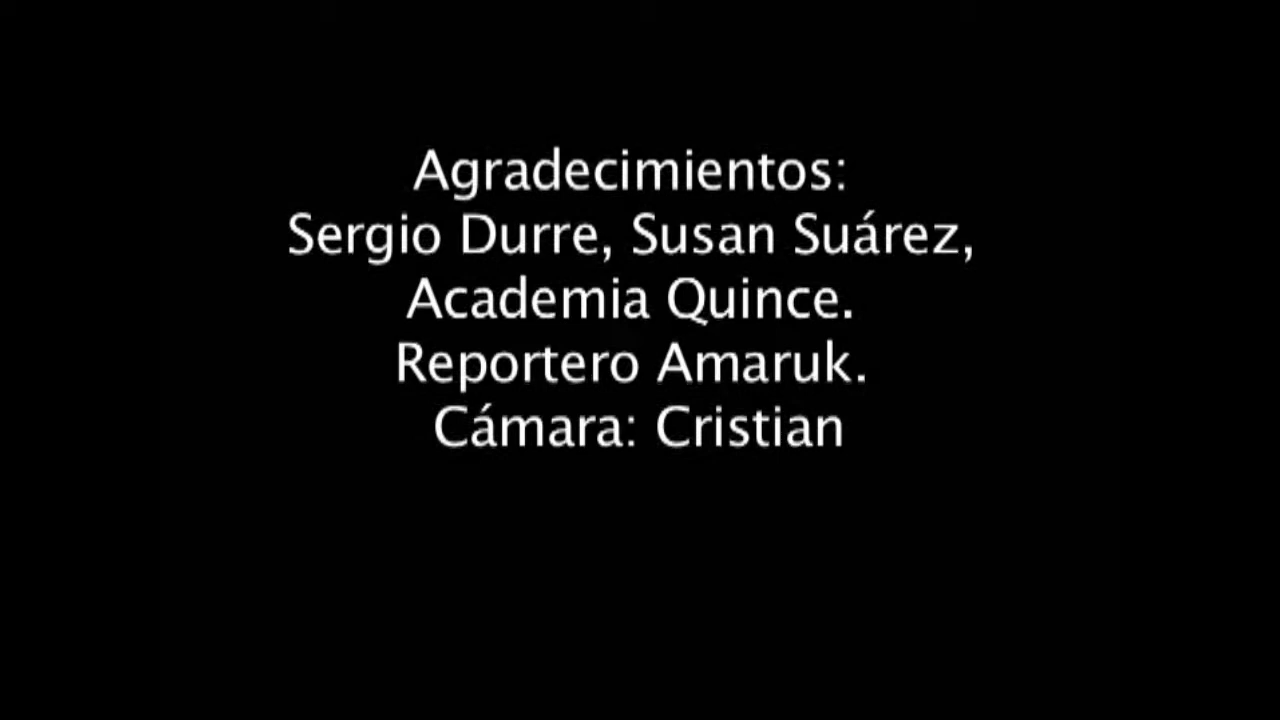 Agradecimientos:
Sergio Durre, Susan Suárez,
Academia Quince.
Reportero Amaruk.
Cámara: Cristian